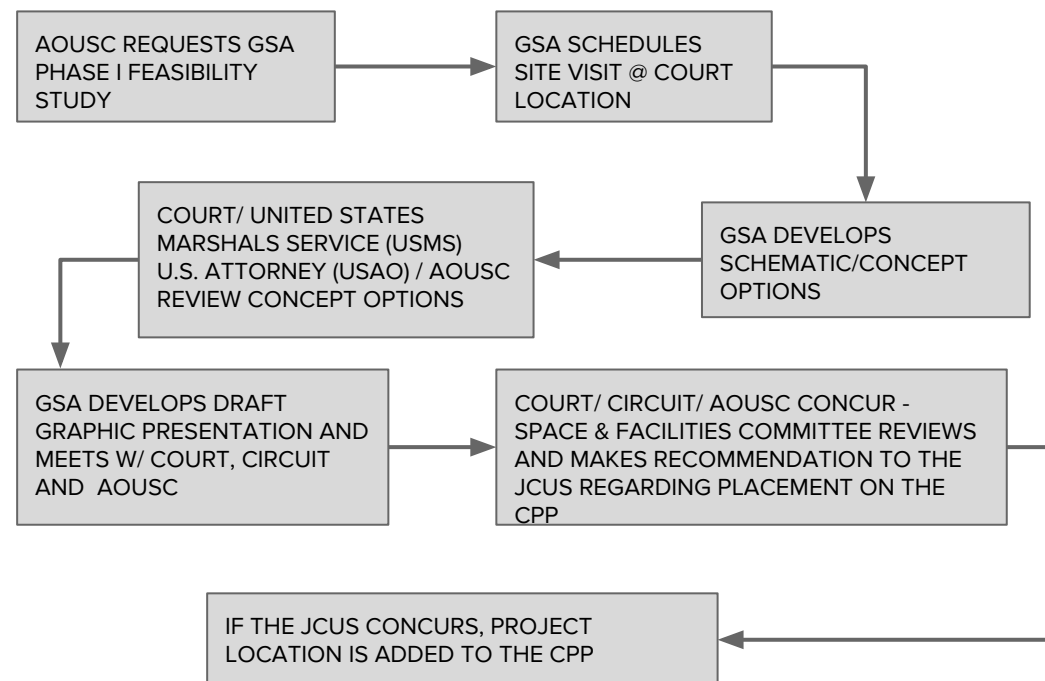 AOUSC REQUESTS GSA
PHASE I FEASIBILITY
STUDY
GSA SCHEDULES
SITE VISIT @ COURT
LOCATION
GSA DEVELOPS
SCHEMATIC/CONCEPT
OPTIONS
COURT/ UNITED STATES
MARSHALS SERVICE (USMS)
U.S. ATTORNEY (USAO) / AOUSC
REVIEW CONCEPT OPTIONS
GSA DEVELOPS DRAFT
GRAPHIC PRESENTATION AND
MEETS W/ COURT, CIRCUIT
AND AOUSC
COURT/ CIRCUIT/ AOUSC CONCUR -
SPACE & FACILITIES COMMITTEE REVIEWS
AND MAKES RECOMMENDATION TO THE
JCUS REGARDING PLACEMENT ON THE
CPP
IF THE JCUS CONCURS, PROJECT
LOCATION IS ADDED TO THE CPP